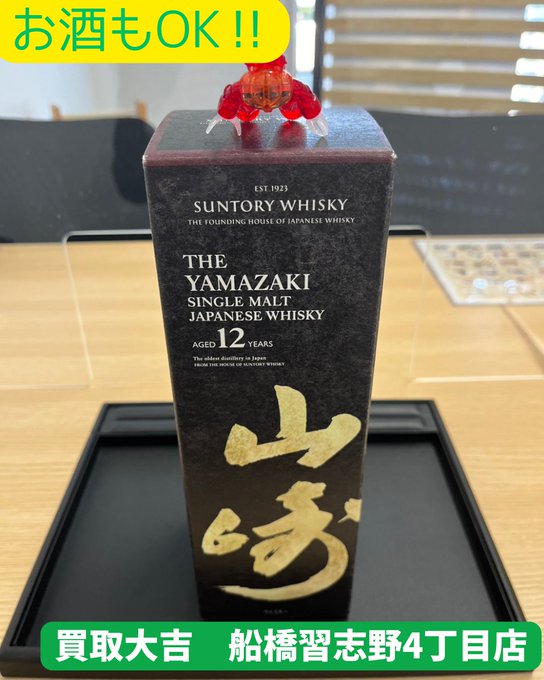 お酒もOK!!
EST 1923
SUNTORY WHISKY
THE FOUNDING HOUSE OF JAPANESE WHISKY
THE
YAMAZAKI
SINGLE MALT
JAPANESE WHISKY
AGED 12 YEARS
The oldest distillery in Japan
FROM THE HOUSE OF SUNTORY WHISKY
山崎
買取大吉 船橋習志野4丁目店